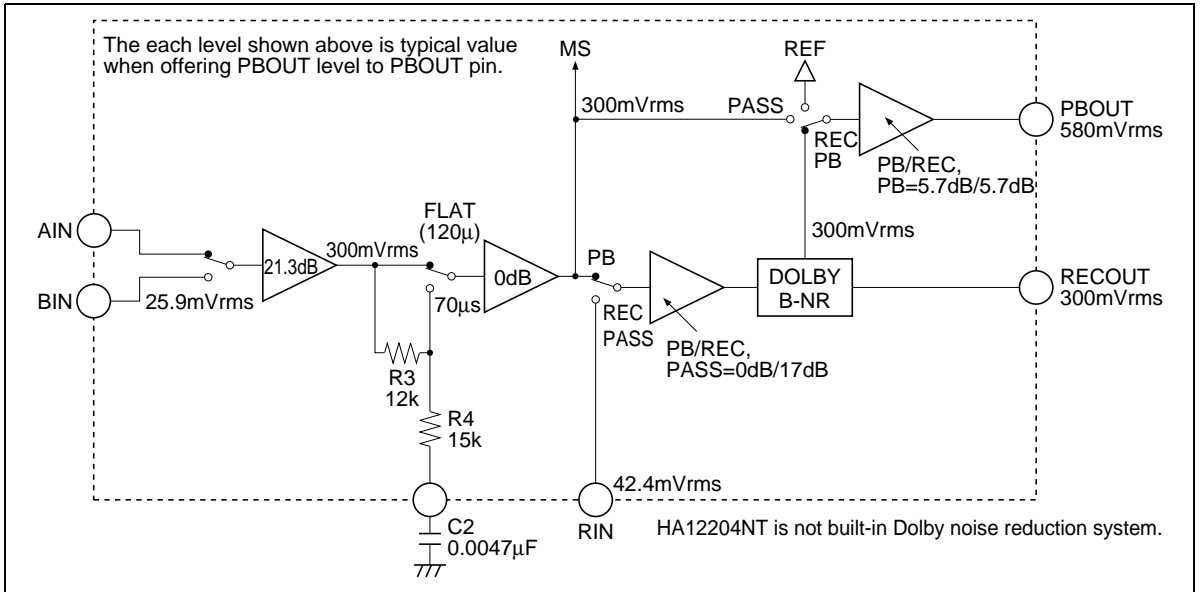 The each level shown above is typical value
when offering PBOUT level to PBOUT pin.
MS
REF
300mVrms
PASS
REC
PB
PBOUT
580mVrms
PB/REC,
PB=5.7dB/5.7dB
AIN
BIN
25.9mVrms
21.3dB
300mVrms
FLAT
(120μ)
70μs
0dB
PB
REC
PASS
PB/REC,
PASS=0dB/17dB
300mVrms
DOLBY
B-NR
RECOUT
300mVrms
R3
12k
R4
15k
C2
0.0047μF
42.4mVrms
RIN
HA12204NT is not built-in Dolby noise reduction system.